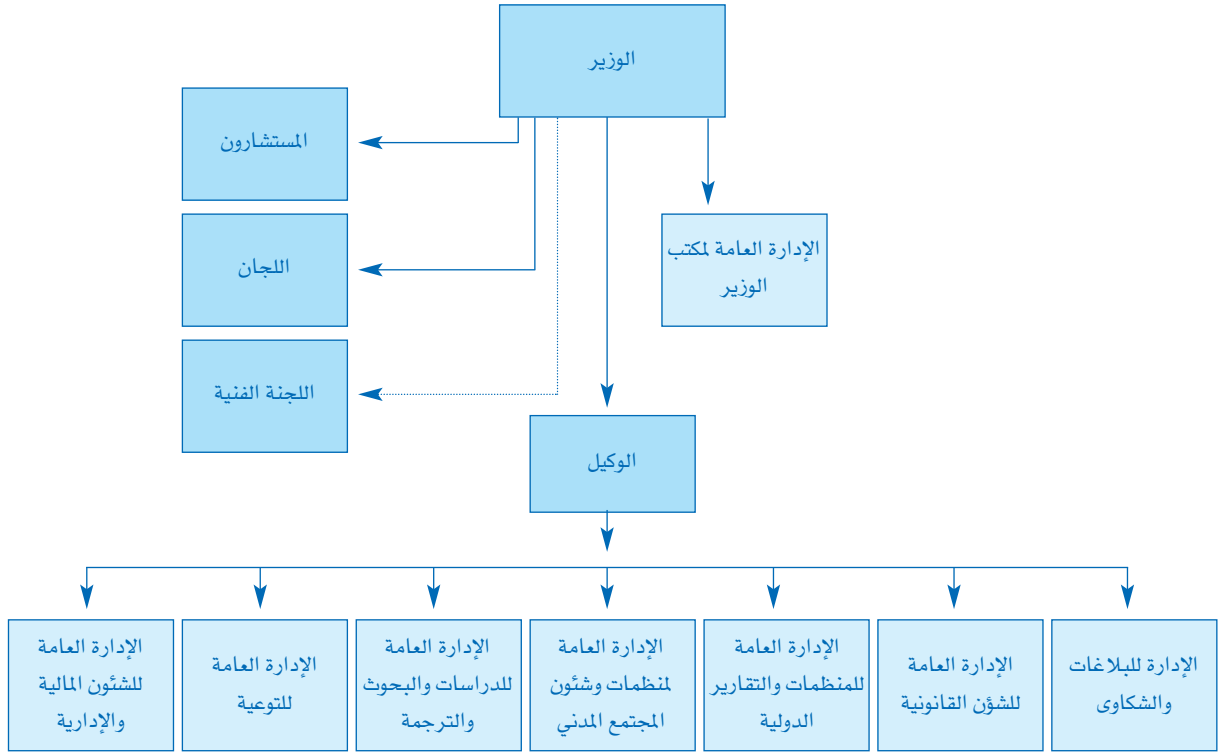 الوزير
المستشارون
اللجان
الإدارة العامة لمكتب
الوزير
اللجنة الفنية
الوكيل
الإدارة للبلاغات
والشكاوى
الإدارة العامة
للشؤن القانونية
الإدارة العامة
للمنظمات والتقارير
الدولية
الإدارة العامة
لمنظمات وشئون
المجتمع المدني
الإدارة العامة
للدراسات والبحوث
والترجمة
الإدارة العامة
للتوعية
الإدارة العامة
للشئون المالية
والإدارية